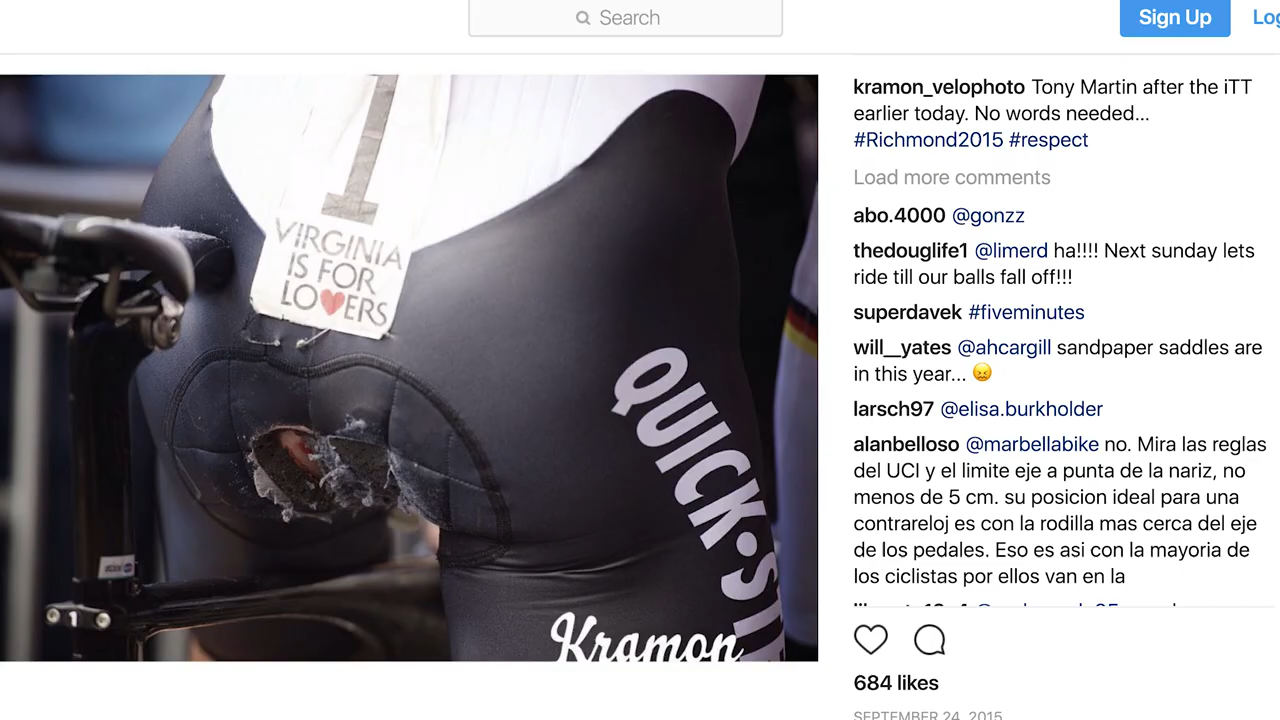 Search
Sign Up
Log
kramon_velophoto Tony Martin after the iTT
earlier today. No words needed...
#Richmond2015 #respect
Load more comments
abo.4000 @gonzz
thedouglife1 @limerd ha!!!! Next sunday lets
ride till our balls fall off!!!
superdavek #fiveminutes
will__yates @ahcargill sandpaper saddles are
in this year... 😖
larsch97 @elisa.burkholder
alanbelloso @marbellabike no. Mira las reglas
del UCI y el limite eje a punta de la nariz, no
menos de 5 cm. su posicion ideal para una
contrareloj es con la rodilla mas cerca del eje
de los pedales. Eso es asi con la mayoria de
los ciclistas por ellos van en la
684 likes
SEPTEMBER 24, 2015
1
VIRGINIA
IS FOR
LO♥ERS
QUICK•STE
1
Kramon